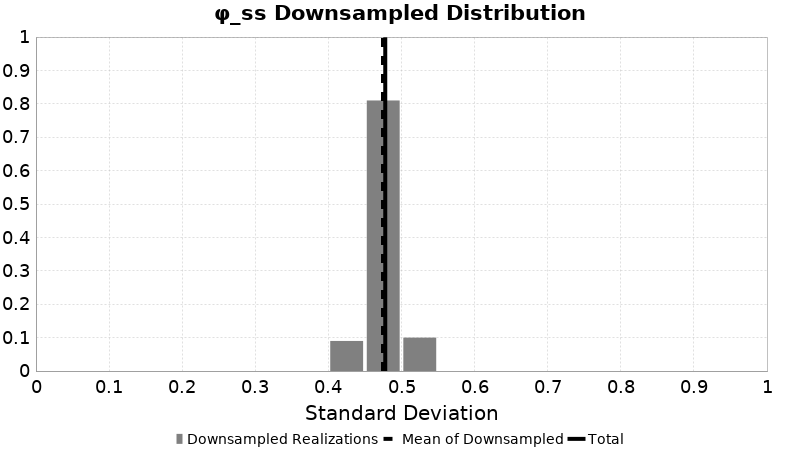 φ_ss Downsampled Distribution
1
0.9
0.8
0.7
0.6
0.5
0.4
0.3
0.2
0.1
0
0 0.1 0.2 0.3 0.4 0.5 0.6 0.7 0.8 0.9 1
Standard Deviation
Downsampled Realizations Mean of Downsampled Total